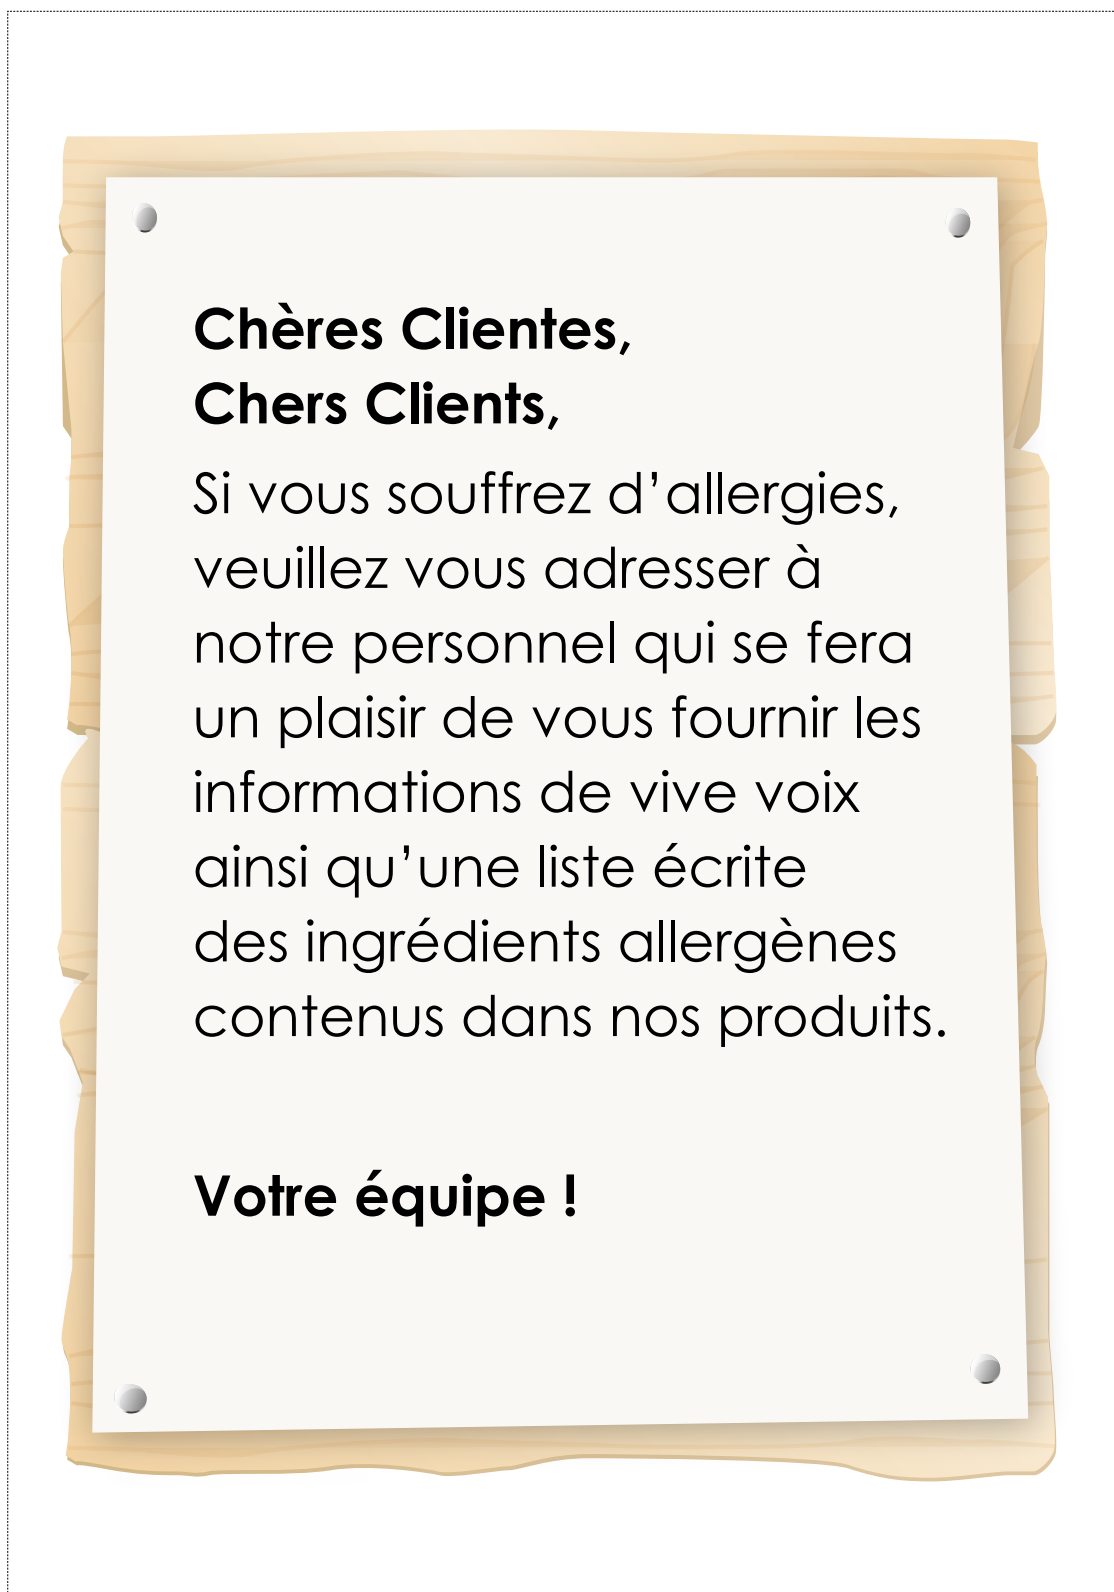 Chères Clientes,
Chers Clients,
Si vous souffrez d’allergies,
veuillez vous adresser à
notre personnel qui se fera
un plaisir de vous fournir les
informations de vive voix
ainsi qu’une liste écrite
des ingrédients allergènes
contenus dans nos produits.
Votre équipe !